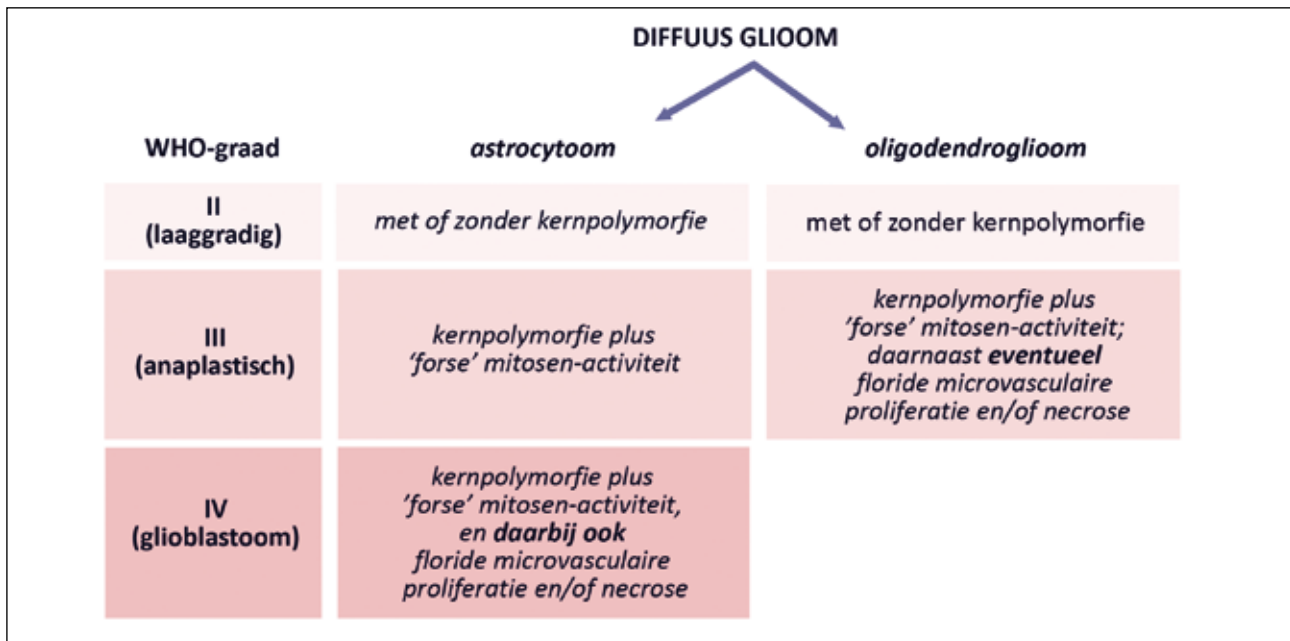 DIFFUUS GLIOOM
WHO-graad
astrocytoom
oligodendroglioom
II
(laaggradig)
met of zonder kernpolymorfie
met of zonder kernpolymorfie
III
(anaplastisch)
kernpolymorfie plus
‘forse’ mitosen-activiteit
kernpolymorfie plus
’forse’ mitosen-activiteit;
daarnaast eventueel
floride microvasculaire
proliferatie en/of necrose
IV
(glioblastoom)
kernpolymorfie plus
’forse’ mitosen-activiteit,
en daarbij ook
floride microvasculaire
proliferatie en/of necrose